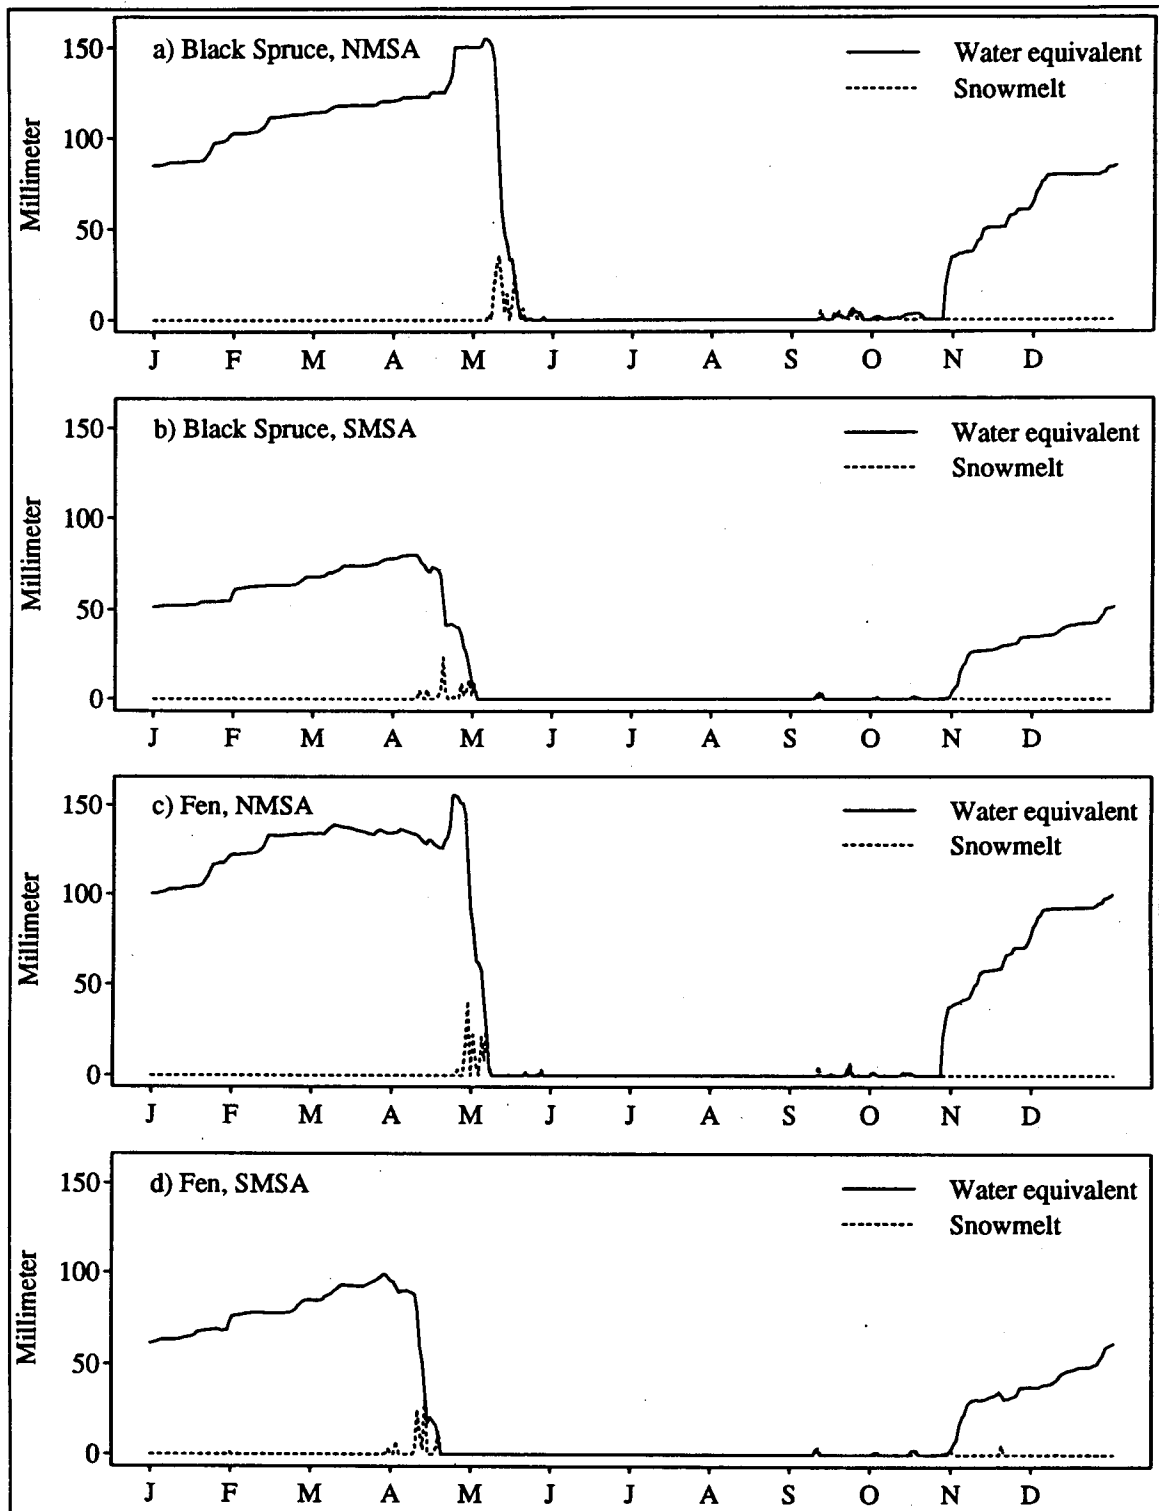 a) Black Spruce, NMSA
Water equivalent
Snowmelt
Millimeter
150
100
50
0
J F M A M J J A S O N D
b) Black Spruce, SMSA
Water equivalent
Snowmelt
Millimeter
150
100
50
0
J F M A M J J A S O N D
c) Fen, NMSA
Water equivalent
Snowmelt
Millimeter
150
100
50
0
J F M A M J J A S O N D
d) Fen, SMSA
Water equivalent
Snowmelt
Millimeter
150
100
50
0
J F M A M J J A S O N D